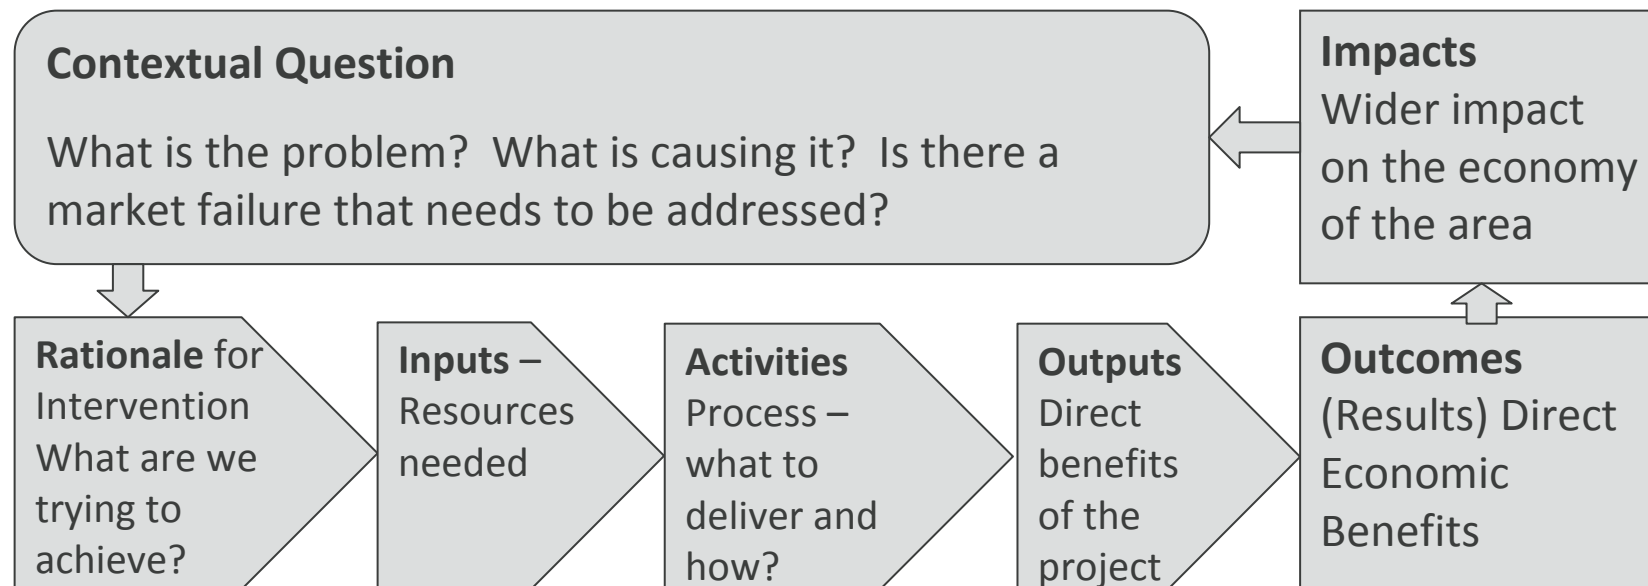 Contextual Question
What is the problem?  What is causing it?  Is there a
market failure that needs to be addressed?
Impacts
Wider impact
on the economy
of the area
Rationale for
Intervention
What are we
trying to
achieve?
Inputs –
Resources
needed
Activities
Process –
what to
deliver and
how?
Outputs
Direct
benefits
of the
project
Outcomes
(Results) Direct
Economic
Benefits